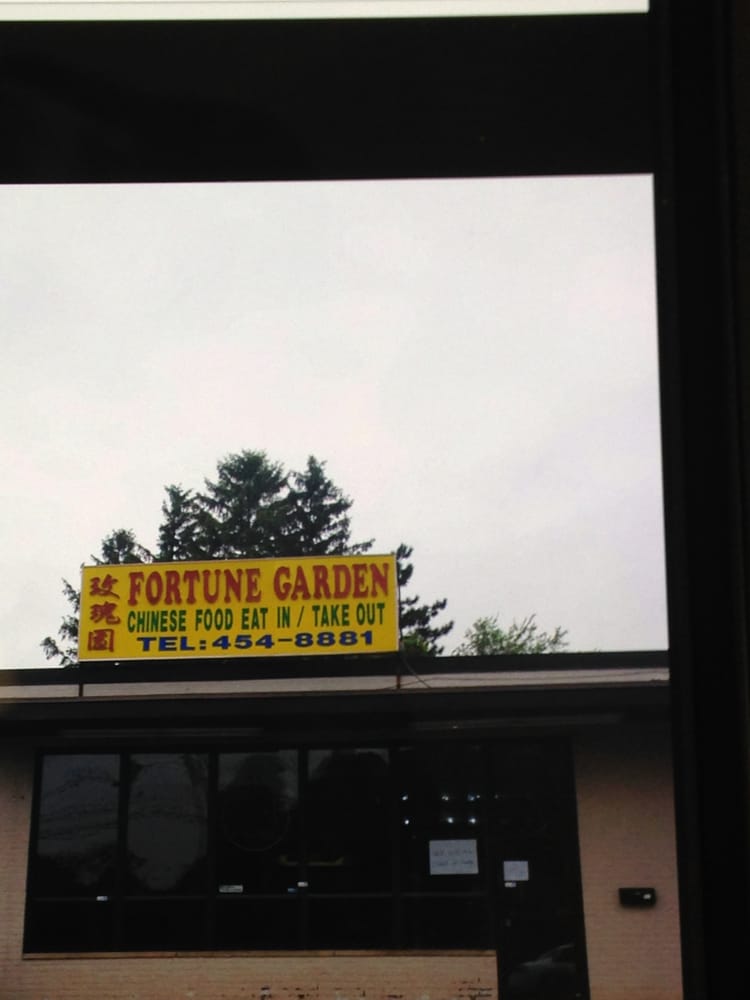 玫瑰園
FORTUNE GARDEN
CHINESE FOOD EAT IN / TAKE OUT
TEL:454-8881